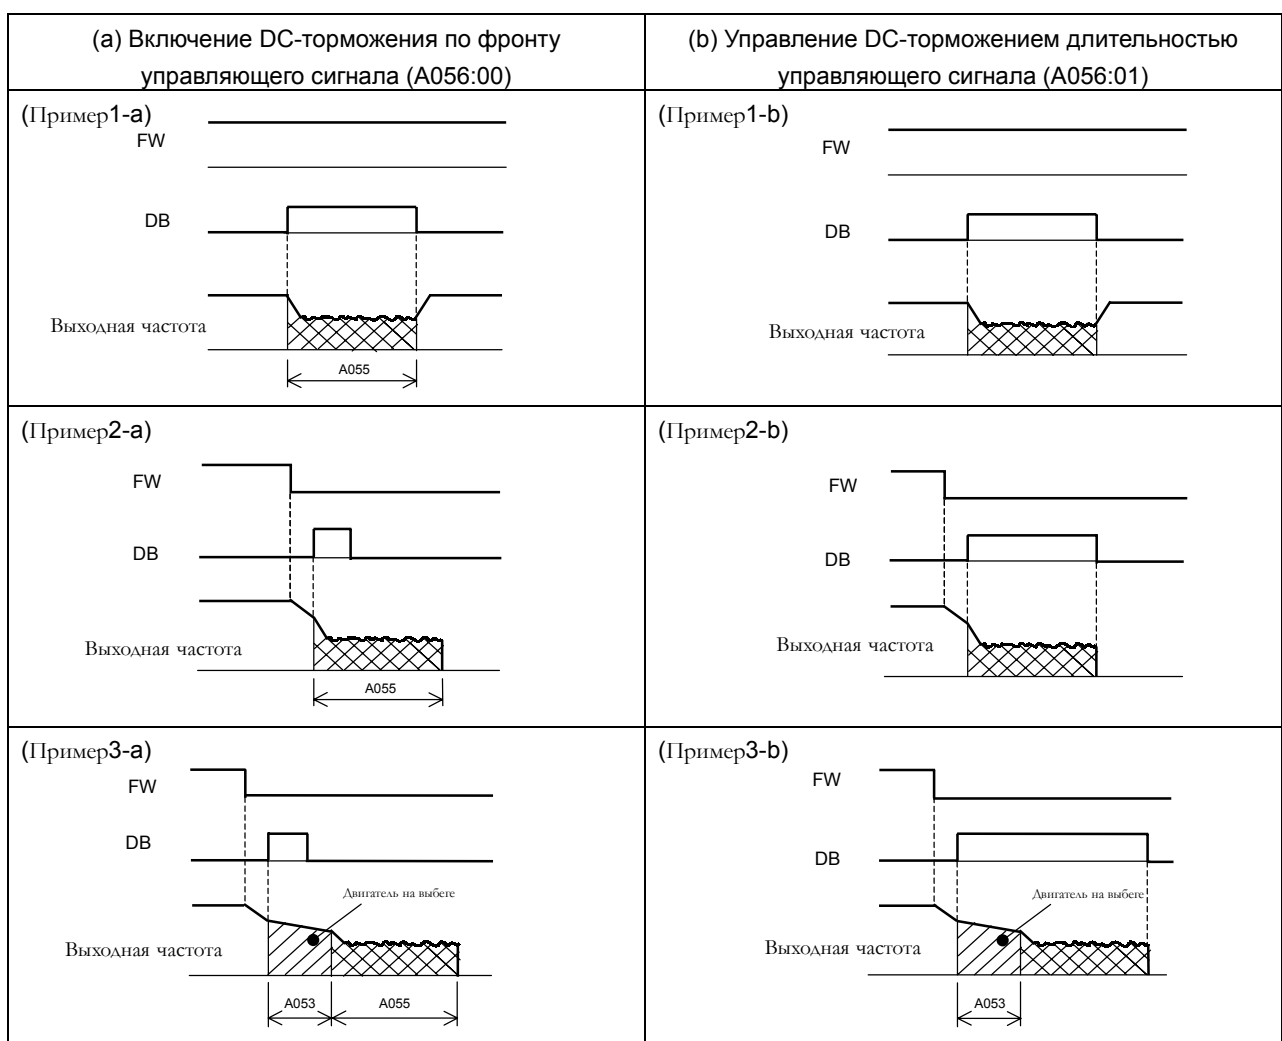 (a) Включение DC-торможения по фронту
управляющего сигнала (A056:00)
(b) Управление DC-торможением длительностью
управляющего сигнала (A056:01)
(Пример1-a)
FW
DB
Выходная частота
A055
(Пример1-b)
FW
DB
Выходная частота
(Пример2-a)
FW
DB
Выходная частота
A055
(Пример2-b)
FW
DB
Выходная частота
(Пример3-a)
FW
DB
Двигатель на выбеге
Выходная частота
A053
A055
(Пример3-b)
FW
DB
Двигатель на выбеге
Выходная частота
A053